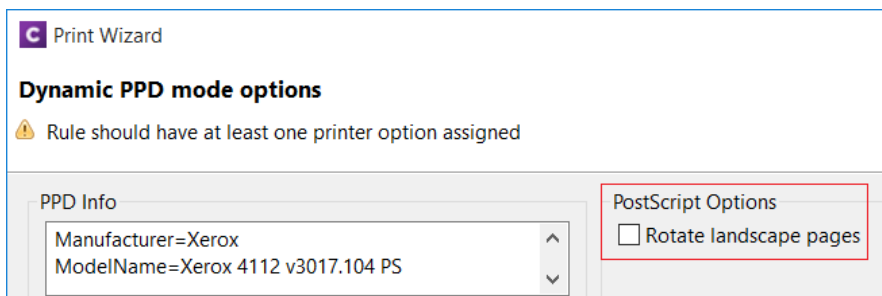 C Print Wizard
Dynamic PPD mode options
Rule should have at least one printer option assigned
PPD Info
Manufacturer=Xerox
ModelName=Xerox 4112 v3017.104 PS
PostScript Options
Rotate landscape pages